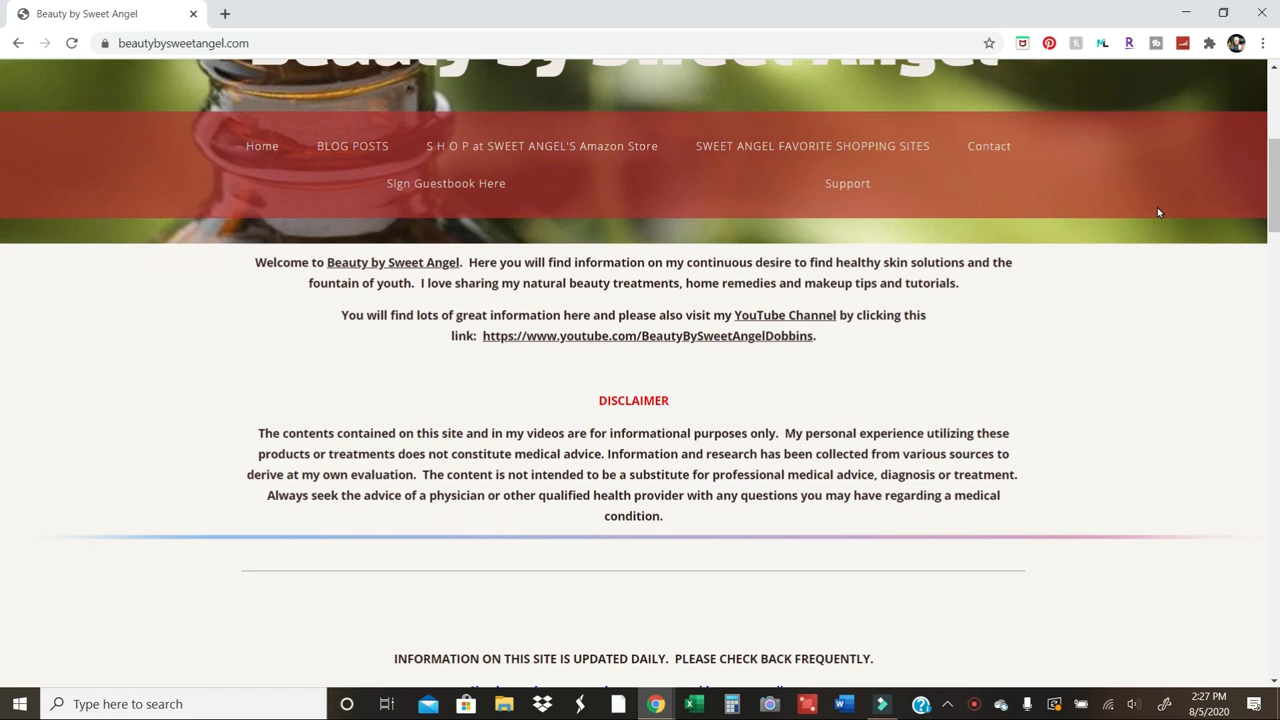 Beauty by Sweet Angel
beautybysweetangel.com
Beauty By Sweet Angel
Home BLOG POSTS S H O P at SWEET ANGEL'S Amazon Store SWEET ANGEL FAVORITE SHOPPING SITES Contact
Sign Guestbook Here Support
Welcome to Beauty by Sweet Angel. Here you will find information on my continuous desire to find healthy skin solutions and the
fountain of youth. I love sharing my natural beauty treatments, home remedies and makeup tips and tutorials.
You will find lots of great information here and please also visit my YouTube Channel by clicking this
link: https://www.youtube.com/BeautyBySweetAngelDobbins.
DISCLAIMER
The contents contained on this site and in my videos are for informational purposes only. My personal experience utilizing these
products or treatments does not constitute medical advice. Information and research has been collected from various sources to
derive at my own evaluation. The content is not intended to be a substitute for professional medical advice, diagnosis or treatment.
Always seek the advice of a physician or other qualified health provider with any questions you may have regarding a medical
condition.
INFORMATION ON THIS SITE IS UPDATED DAILY. PLEASE CHECK BACK FREQUENTLY.
Type here to search
2:27 PM
8/5/2020